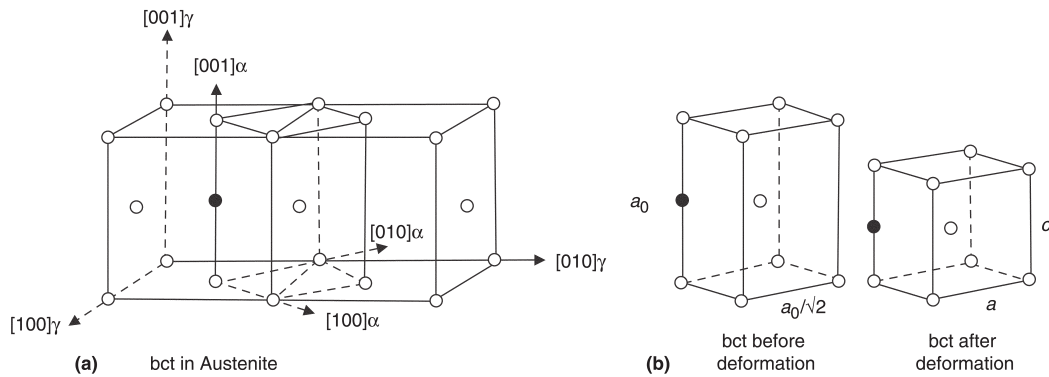 [001]γ
[001]α
[010]α
[010]γ
[100]γ
[100]α
(a) bct in Austenite
a₀
a₀/√2
c
a
(b) bct before deformation
bct after deformation